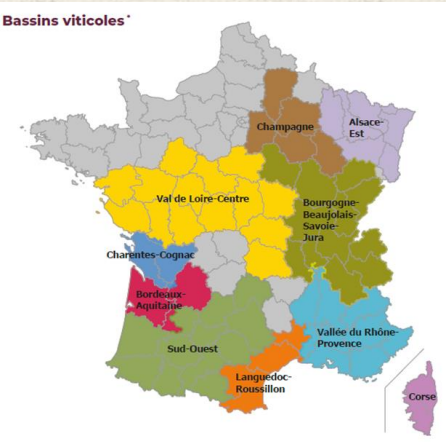 Bassins viticoles*
Champagne
Alsace-
Est
Val de Loire-Centre
Bourgogne-
Beaujolais-
Savoie-
Jura
Charentes-Cognac
Bordeaux-
Aquitaine
Vallée du Rhône-
Provence
Sud-Ouest
Languedoc-
Roussillon
Corse